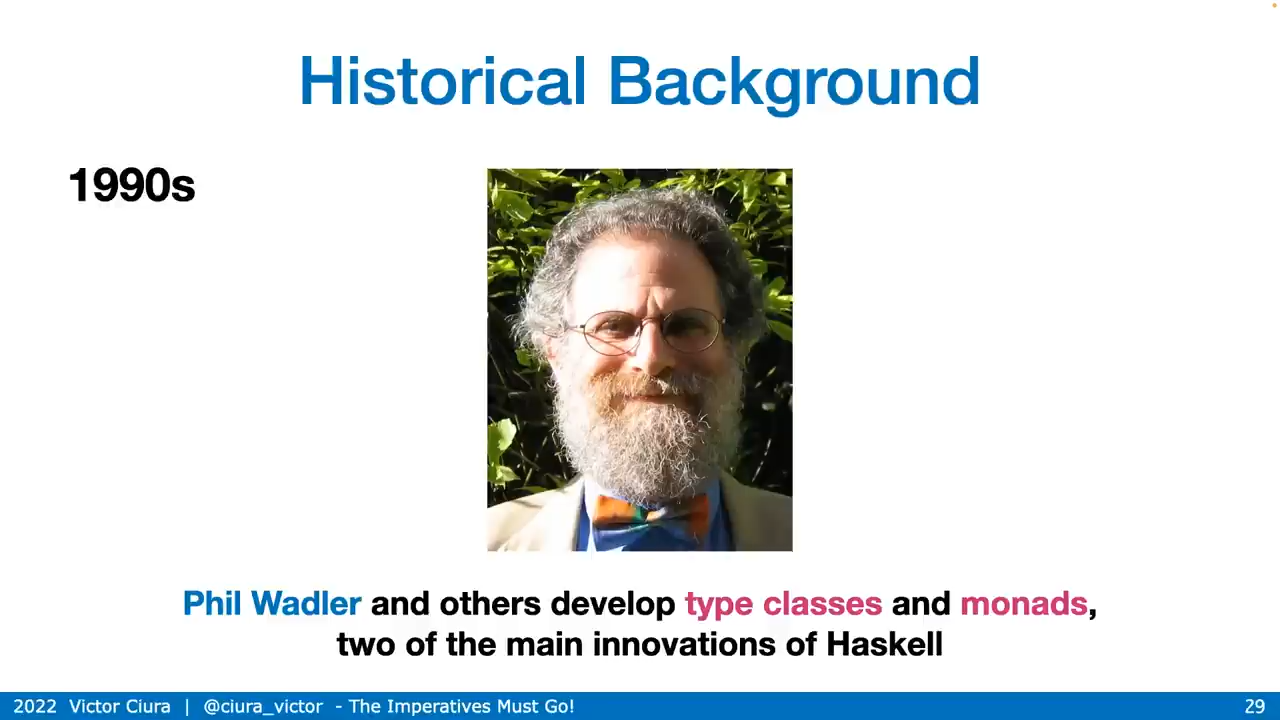 Historical Background
1990s
Phil Wadler and others develop type classes and monads,
two of the main innovations of Haskell
2022 Victor Ciura | @ciura_victor - The Imperatives Must Go!
29